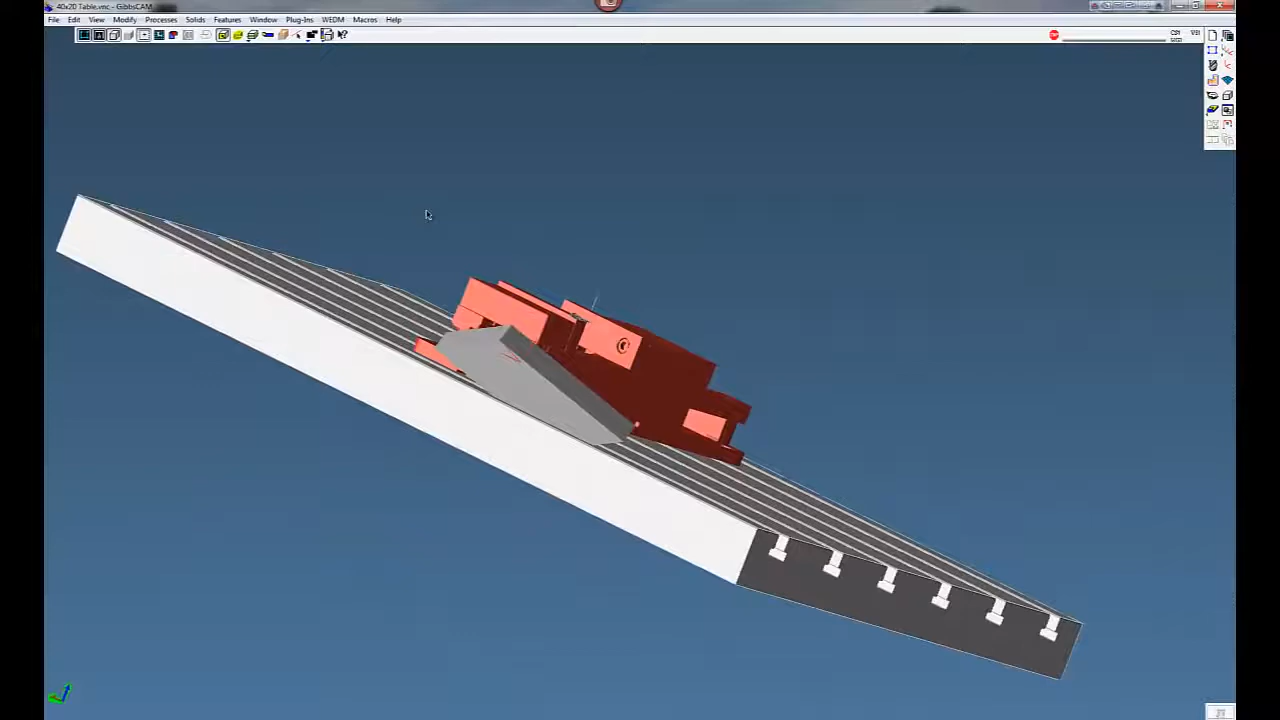 40x20 Table.vnc - GibbsCAM
File Edit View Modify Processes Solids Features Window Plug-Ins WEDM Macros Help